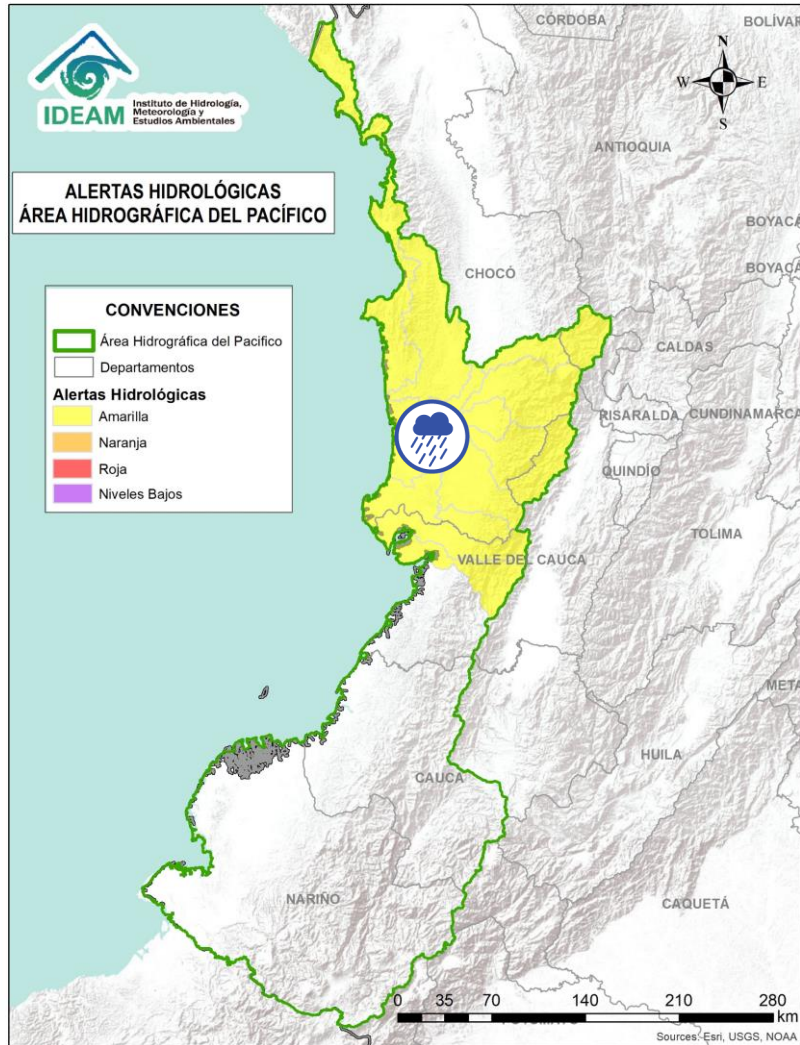 IDEAM
Instituto de Hidrología,
Meteorología y
Estudios Ambientales
ALERTAS HIDROLÓGICAS
ÁREA HIDROGRÁFICA DEL PACÍFICO
CONVENCIONES
Área Hidrográfica del Pacifico
Departamentos
Alertas Hidrológicas
Amarilla
Naranja
Roja
Niveles Bajos
N
W E
S
CÓRDOBA
BOLÍVAR
ANTIOQUIA
BOYACÁ
BOYACÁ
CHOCÓ
CALDAS
RISARALDA
CUNDINAMARCA
QUINDÍO
TOLIMA
VALLE DEL CAUCA
META
HUILA
CAUCA
NARIÑO
CAQUETÁ
0 35 70 140 210 280
km
Sources: Esri, USGS, NOAA